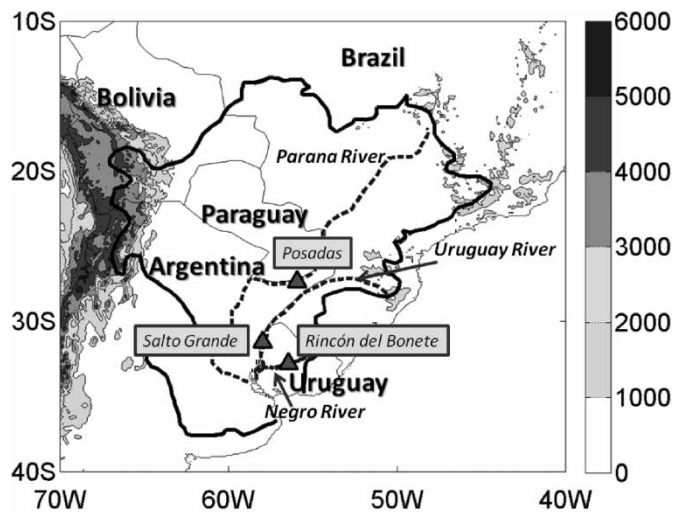 10S
6000
Brazil
Bolivia
5000
Parana River
20S
4000
Paraguay
Posadas
Uruguay River
Argentina
3000
30S
Salto Grande
Rincón del Bonete
2000
Uruguay
Negro River
1000
40S
0
70W
60W
50W
40W